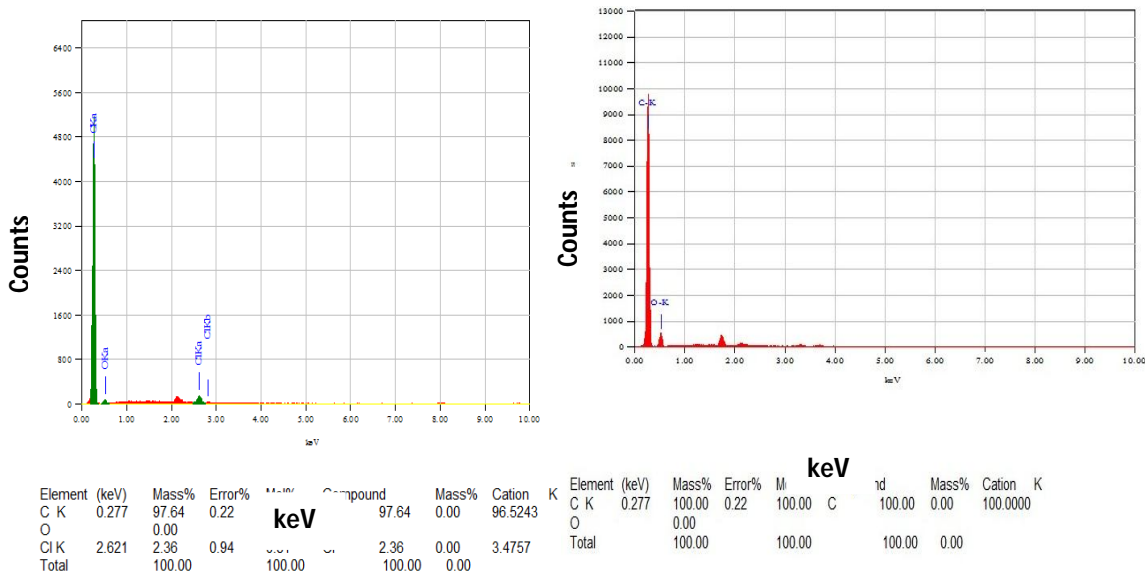 6400
5600
4800
4000
3200
2400
1600
800
0
Counts
CKa
OKa
ClKa
ClKb
0.00 1.00 2.00 3.00 4.00 5.00 6.00 7.00 8.00 9.00 10.00
keV
Element (keV) Mass% Error% Compound Mass% Cation K
C K 0.277 97.64 0.22 97.64 0.00 96.5243
O 0.00
Cl K 2.621 2.36 0.94 2.36 0.00 3.4757
Total 100.00 100.00 100.00 0.00
keV
13000
12000
11000
10000
9000
8000
7000
6000
5000
4000
3000
2000
1000
0
Counts
C-K
O-K
0.00 1.00 2.00 3.00 4.00 5.00 6.00 7.00 8.00 9.00 10.00
keV
keV
Element (keV) Mass% Error% Mass% Cation K
C K 0.277 100.00 0.22 100.00 C 100.00 0.00 100.0000
O 0.00
Total 100.00 100.00 100.00 0.00